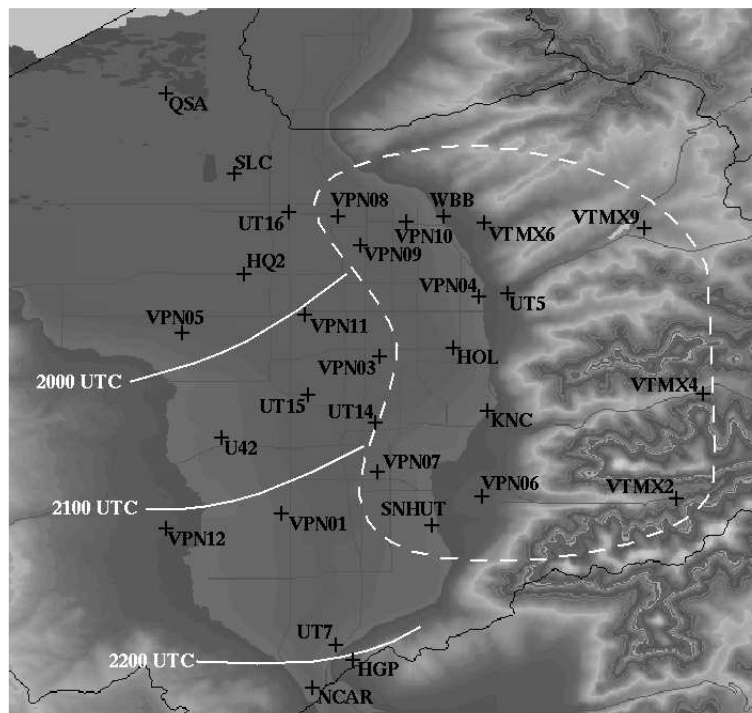 QSA
SLC
VPN08
WBB
UT16
VPN10
VTMX6
VTMX9
VPN09
HQ2
VPN04
UT5
VPN05
VPN11
VPN03
HOL
2000 UTC
UT15
VTMX4
UT14
KNC
U42
VPN07
VPN06
VTMX2
2100 UTC
VPN01
SNHUT
VPN12
UT7
2200 UTC
HGP
NCAR